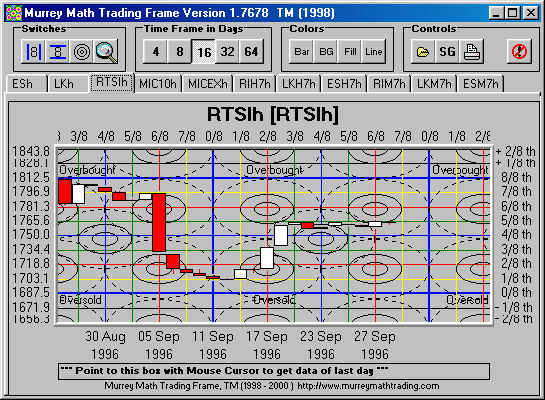 Murrey Math Trading Frame Version 1.7678 TM (1998)
Switches Time Frame in Days Colors Controls
4 8 16 32 64 Bar BG Fill Line SG
ESh LKh RTSIh MIC10h MICEXh RIH7h LKH7h ESH7h RIM7h LKM7h ESM7h
RTSIh [RTSIh]
3/8 4/8 5/8 6/8 7/8 0/8 1/8 2/8 3/8 4/8 5/8 6/8 7/8 0/8 1/8 2/8
1843.8 + 2/8 th
1828.1 Overbought Overbought Overbought + 1/8 th
1812.5 8/8 th
1796.9 7/8 th
1781.3 6/8 th
1765.6 5/8 th
1750.0 4/8 th
1734.4 3/8 th
1718.8 2/8 th
1703.1 1/8 th
1687.5 Oversold Oversold Oversold 0/8 th
1671.9 - 1/8 th
1656.3 - 2/8 th
30 Aug 05 Sep 11 Sep 17 Sep 23 Sep 27 Sep
1996 1996 1996 1996 1996 1996
*** Point to this box with Mouse Cursor to get data of last day ***
Murrey Math Trading Frame, TM (1998 - 2000 ) http://www.murreymathtrading.com